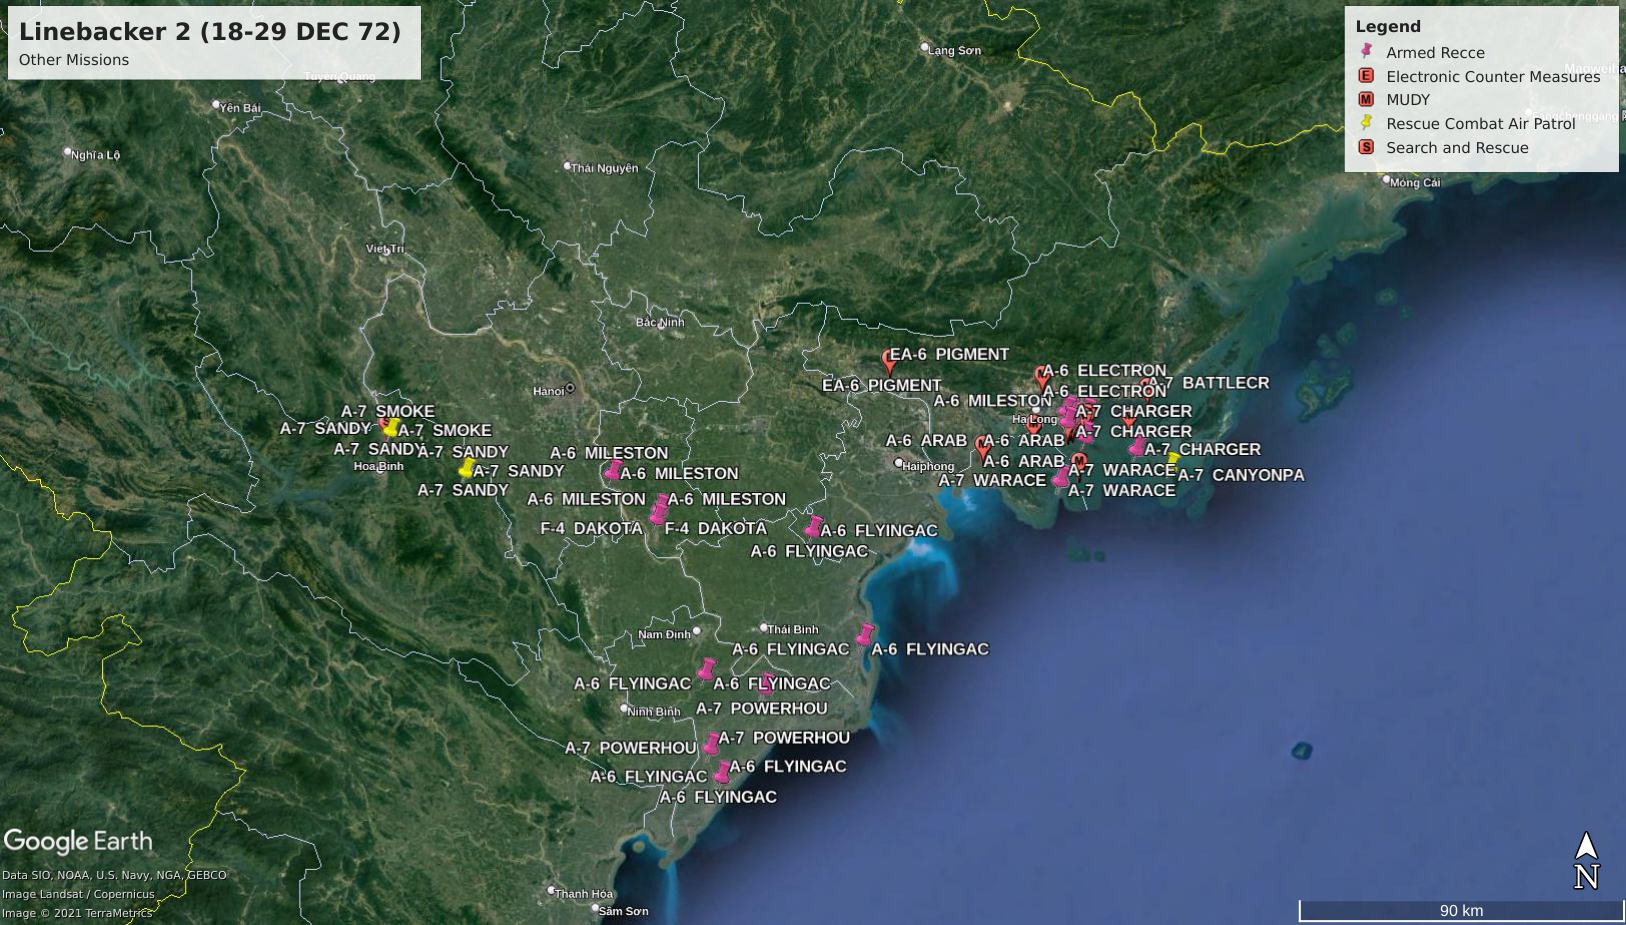 Linebacker 2 (18-29 DEC 72)
Other Missions
Legend
Armed Recce
E Electronic Counter Measures
M MUDY
Rescue Combat Air Patrol
S Search and Rescue
Lạng Sơn
Tuyên Quang
Yên Bái
Nghĩa Lộ
Thái Nguyên
Móng Cái
Việt Trì
Bắc Ninh
EA-6 PIGMENT
EA-6 PIGMENT
A-6 ELECTRON
A-6 ELECTRON
A-7 BATTLECR
Hanoi
A-6 MILESTON
A-7 SMOKE
A-7 CHARGER
Hạ Long
A-7 SANDY
A-7 SMOKE
A-7 CHARGER
A-6 ARAB
A-6 ARAB
A-7 SANDY
A-7 SANDY
A-6 MILESTON
A-7 CHARGER
A-6 ARAB
Hoa Binh
Haiphong
A-7 SANDY
A-6 MILESTON
A-7 WARACE
A-7 CANYONPA
A-7 WARACE
A-7 SANDY
A-7 WARACE
A-6 MILESTON
A-6 MILESTON
F-4 DAKOTA
F-4 DAKOTA
A-6 FLYINGAC
A-6 FLYINGAC
Nam Định
Thái Bình
A-6 FLYINGAC
A-6 FLYINGAC
A-6 FLYINGAC
A-6 FLYINGAC
Ninh Bình
A-7 POWERHOU
A-7 POWERHOU
A-7 POWERHOU
A-6 FLYINGAC
A-6 FLYINGAC
A-6 FLYINGAC
Google Earth
Data SIO, NOAA, U.S. Navy, NGA, GEBCO
Image Landsat / Copernicus
Image © 2021 TerraMetrics
Thanh Hóa
Sầm Sơn
N
90 km